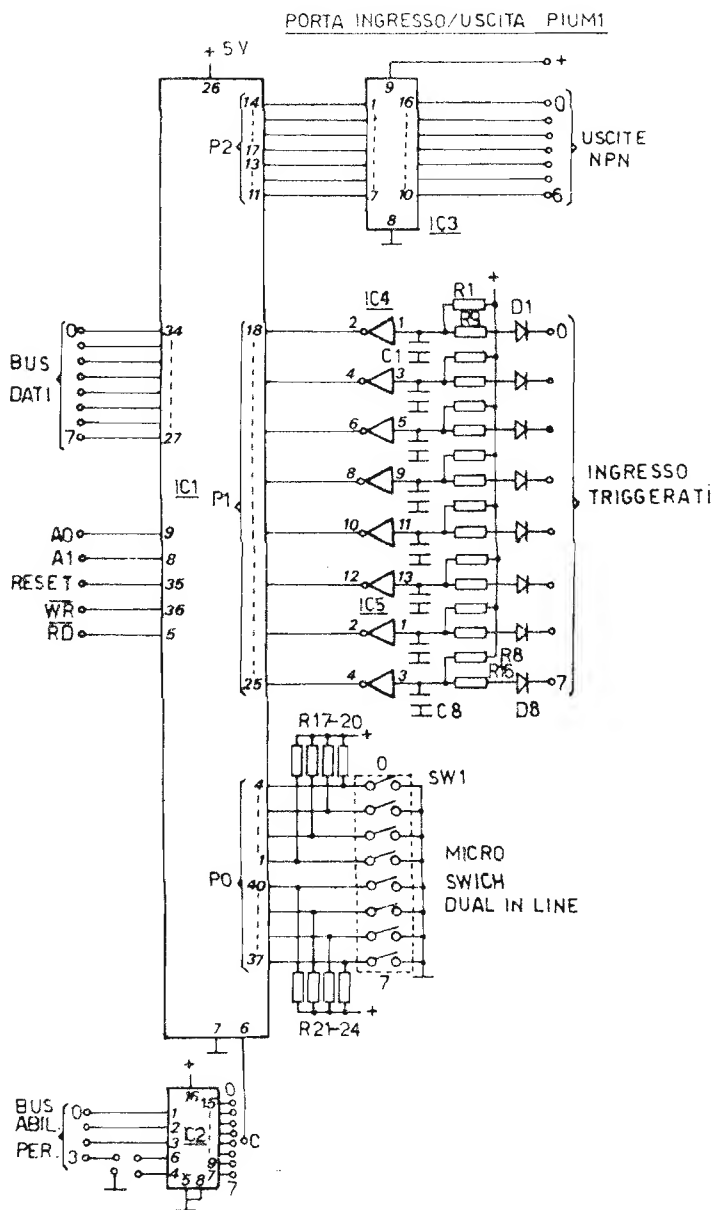 PORTA INGRESSO/USCITA PIUM1
+ 5V
26
+
9
14
1
16
0
P2
17
13
USCITE
NPN
11
7
10
6
8
IC3
+
R1
D1
IC4
R9
0
34
18
2
1
C1
BUS
DATI
0
7
27
4
3
6
5
IC1
P1
8
9
INGRESSO
TRIGGERATi
10
11
A0
9
A1
8
12
13
RESET
35
IC5
WR
36
2
1
RD
5
R8
R16
25
4
3
7
C8
D8
R17-20
+
0
SW1
4
1
MICRO
P0
40
SWICH
DUAL IN LINE
37
7
R21-24
+
7
6
+
0
16
15
BUS
ABIL.
PER.
0
3
1
2
IC2
C
3
6
9
4
7
5
8
7